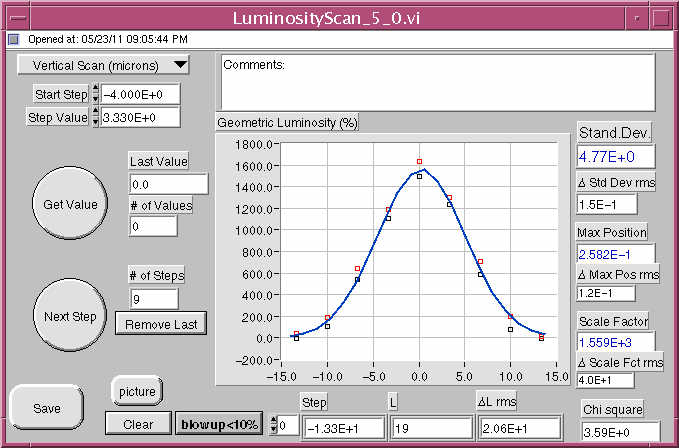 LuminosityScan_5_0.vi
Opened at: 05/23/11 09:05:44 PM
Vertical Scan (microns)
Start Step
−4.000E+0
Step Value
3.330E+0
Comments:
Get Value
Last Value
0.0
# of Values
0
Next Step
# of Steps
9
Remove Last
Geometric Luminosity (%)
1800.0
1600.0
1400.0
1200.0
1000.0
800.0
600.0
400.0
200.0
0.0
−200.0
−15.0
−10.0
−5.0
0.0
5.0
10.0
15.0
Stand.Dev.
4.77E+0
Δ Std Dev rms
1.5E−1
Max Position
2.582E−1
Δ Max Pos rms
1.2E−1
Scale Factor
1.559E+3
Δ Scale Fct rms
4.0E+1
Chi square
3.59E+0
Save
picture
Clear
blowup<10%
0
Step
−1.33E+1
L
19
ΔL rms
2.06E+1